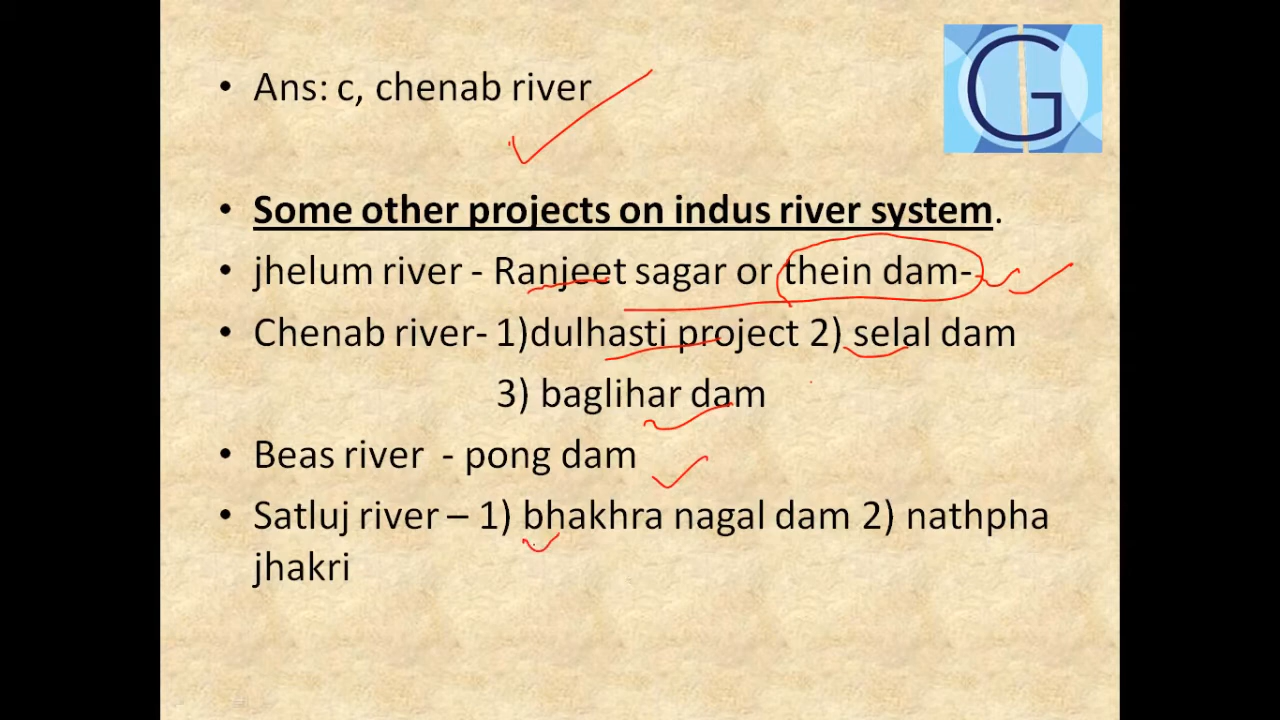 • Ans: c, chenab river
G
• Some other projects on indus river system.
• jhelum river - Ranjeet sagar or thein dam-
• Chenab river- 1)dulhasti project 2) selal dam
3) baglihar dam
• Beas river - pong dam
• Satluj river – 1) bhakhra nagal dam 2) nathpha
jhakri